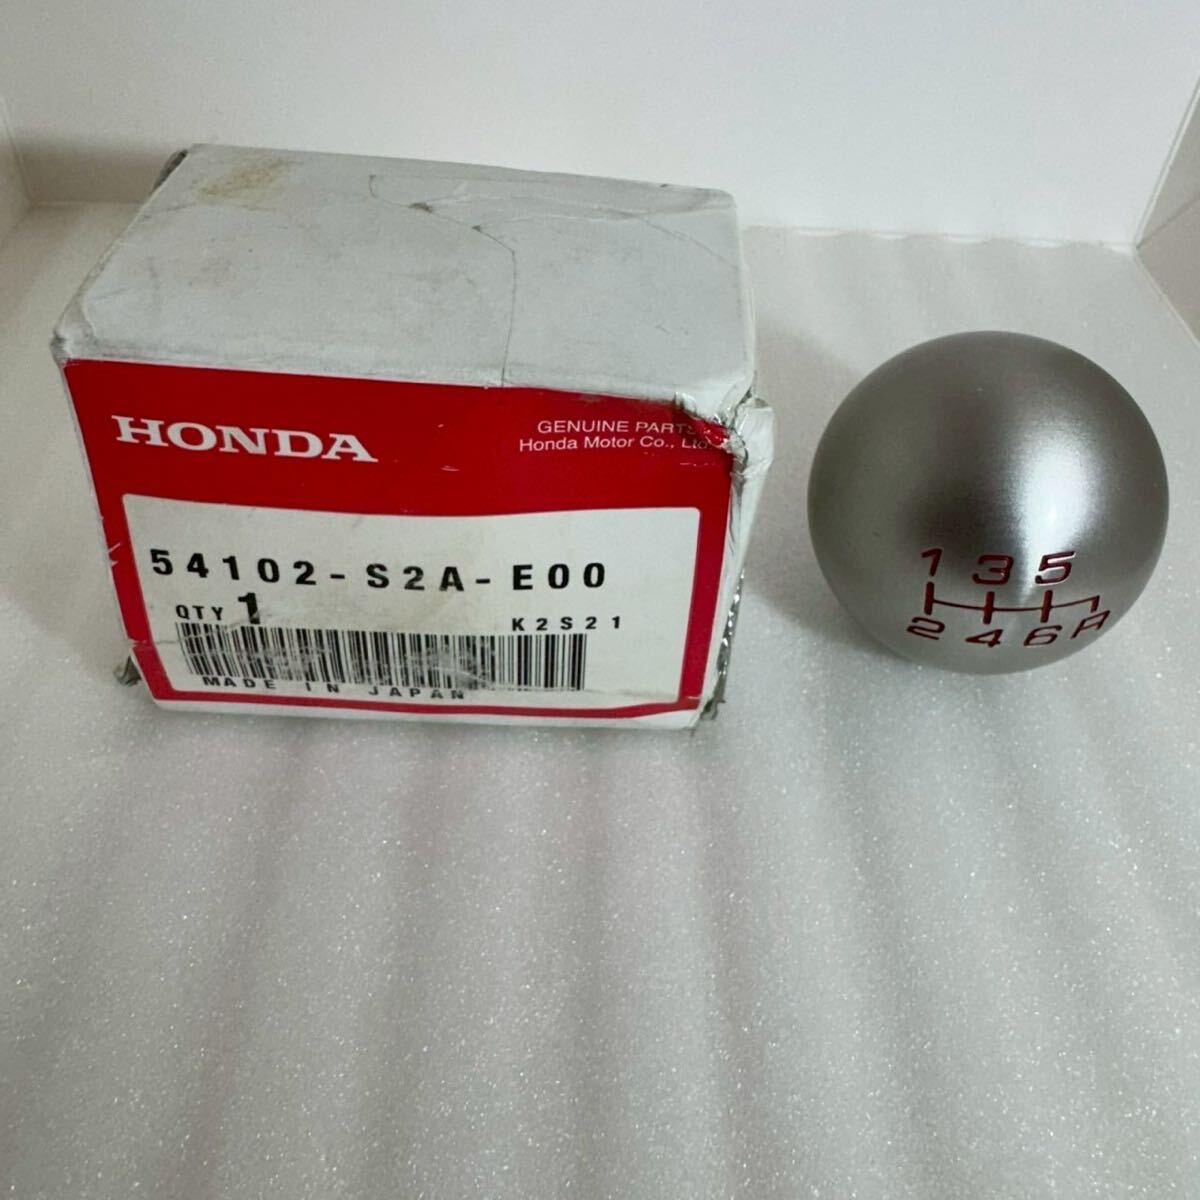 HONDA
GENUINE PARTS
Honda Motor Co., Ltd.
54102-S2A-E00
QTY 1
K2S21
MADE IN JAPAN
1 3 5
2 4 6 R